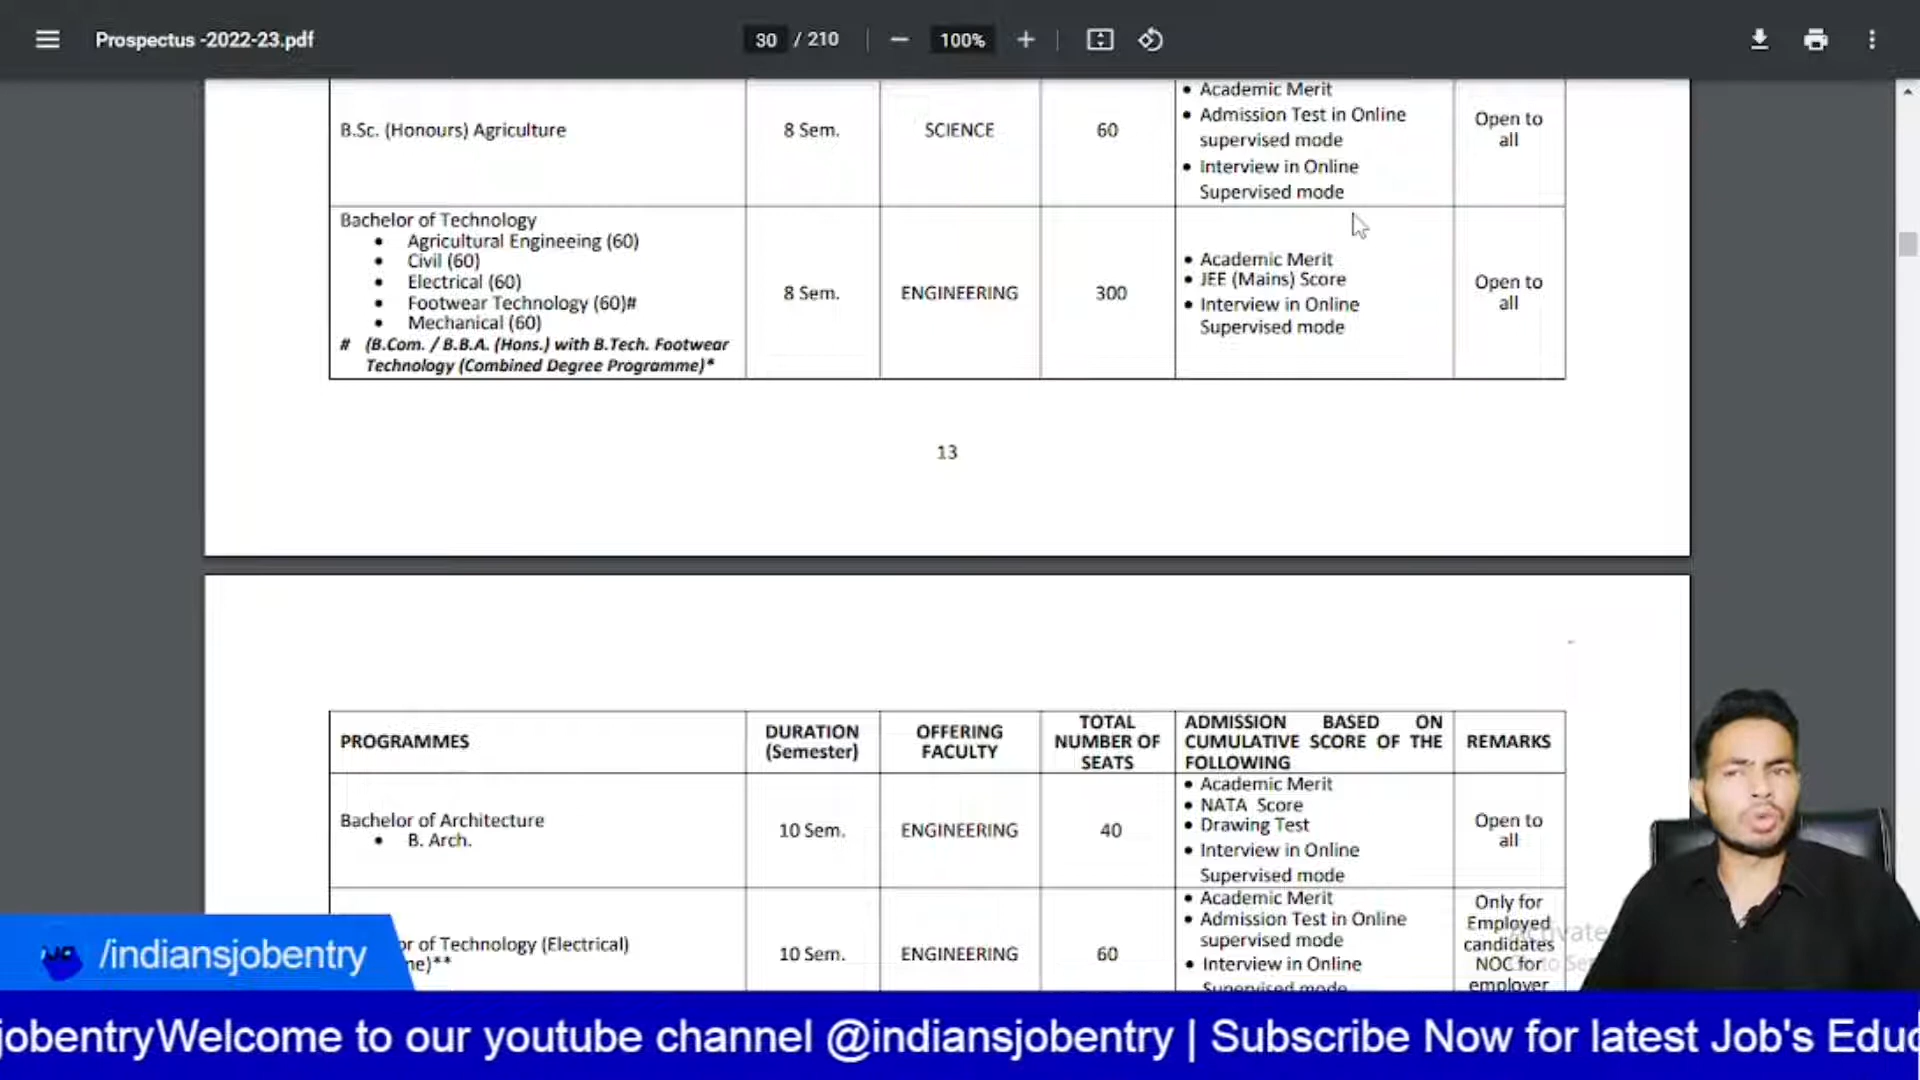 Prospectus -2022-23.pdf
30 / 210
100%
B.Sc. (Honours) Agriculture
8 Sem.
SCIENCE
60
• Academic Merit
• Admission Test in Online
supervised mode
• Interview in Online
Supervised mode
Open to
all
Bachelor of Technology
• Agricultural Engineeing (60)
• Civil (60)
• Electrical (60)
• Footwear Technology (60)#
• Mechanical (60)
# (B.Com. / B.B.A. (Hons.) with B.Tech. Footwear
Technology (Combined Degree Programme)*
8 Sem.
ENGINEERING
300
• Academic Merit
• JEE (Mains) Score
• Interview in Online
Supervised mode
Open to
all
13
PROGRAMMES
DURATION
(Semester)
OFFERING
FACULTY
TOTAL
NUMBER OF
SEATS
ADMISSION BASED ON
CUMULATIVE SCORE OF THE
FOLLOWING
REMARKS
Bachelor of Architecture
• B. Arch.
10 Sem.
ENGINEERING
40
• Academic Merit
• NATA Score
• Drawing Test
• Interview in Online
Supervised mode
Open to
all
or of Technology (Electrical)
ne)**
10 Sem.
ENGINEERING
60
• Academic Merit
• Admission Test in Online
supervised mode
• Interview in Online
Supervised mode
Only for
Employed
candidates
NOC for
employer
Activate
/indiansjobentry
jobentryWelcome to our youtube channel @indiansjobentry | Subscribe Now for latest Job's Educ